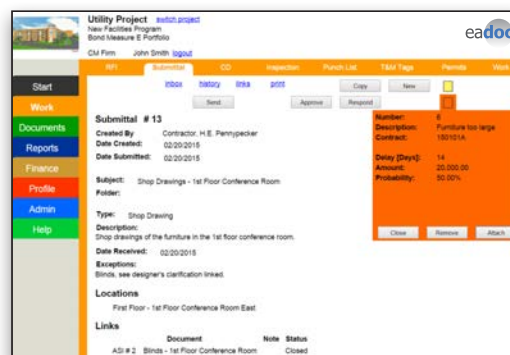 Utility Project switch project
New Facilities Program
Bond Measure E Portfolio
CM Firm John Smith logout
eadoc
RFI Submittal CD Inspection Punch List T&M Tags Permits Work
inbox history links print Copy New
Send Approve Respond
Start
Work
Documents
Reports
Finance
Profile
Admin
Help
Submittal # 13
Created By Contractor, H.E. Pennypecker
Date Created: 02/20/2015
Date Submitted: 02/20/2015
Subject: Shop Drawings - 1st Floor Conference Room
Folder:
Type: Shop Drawing
Description:
Shop drawings of the furniture in the 1st floor conference room.
Date Received: 02/20/2015
Exceptions:
Blinds, see designer's clarification linked.
Locations
First Floor - 1st Floor Conference Room East
Links
Document Note Status
ASI # 2 Blinds - 1st Floor Conference Room Closed
Number: 6
Description: Furniture too large
Contract: 150101A
Delay [Days]: 14
Amount: 20,000.00
Probability: 50.00%
Close Remove Attach